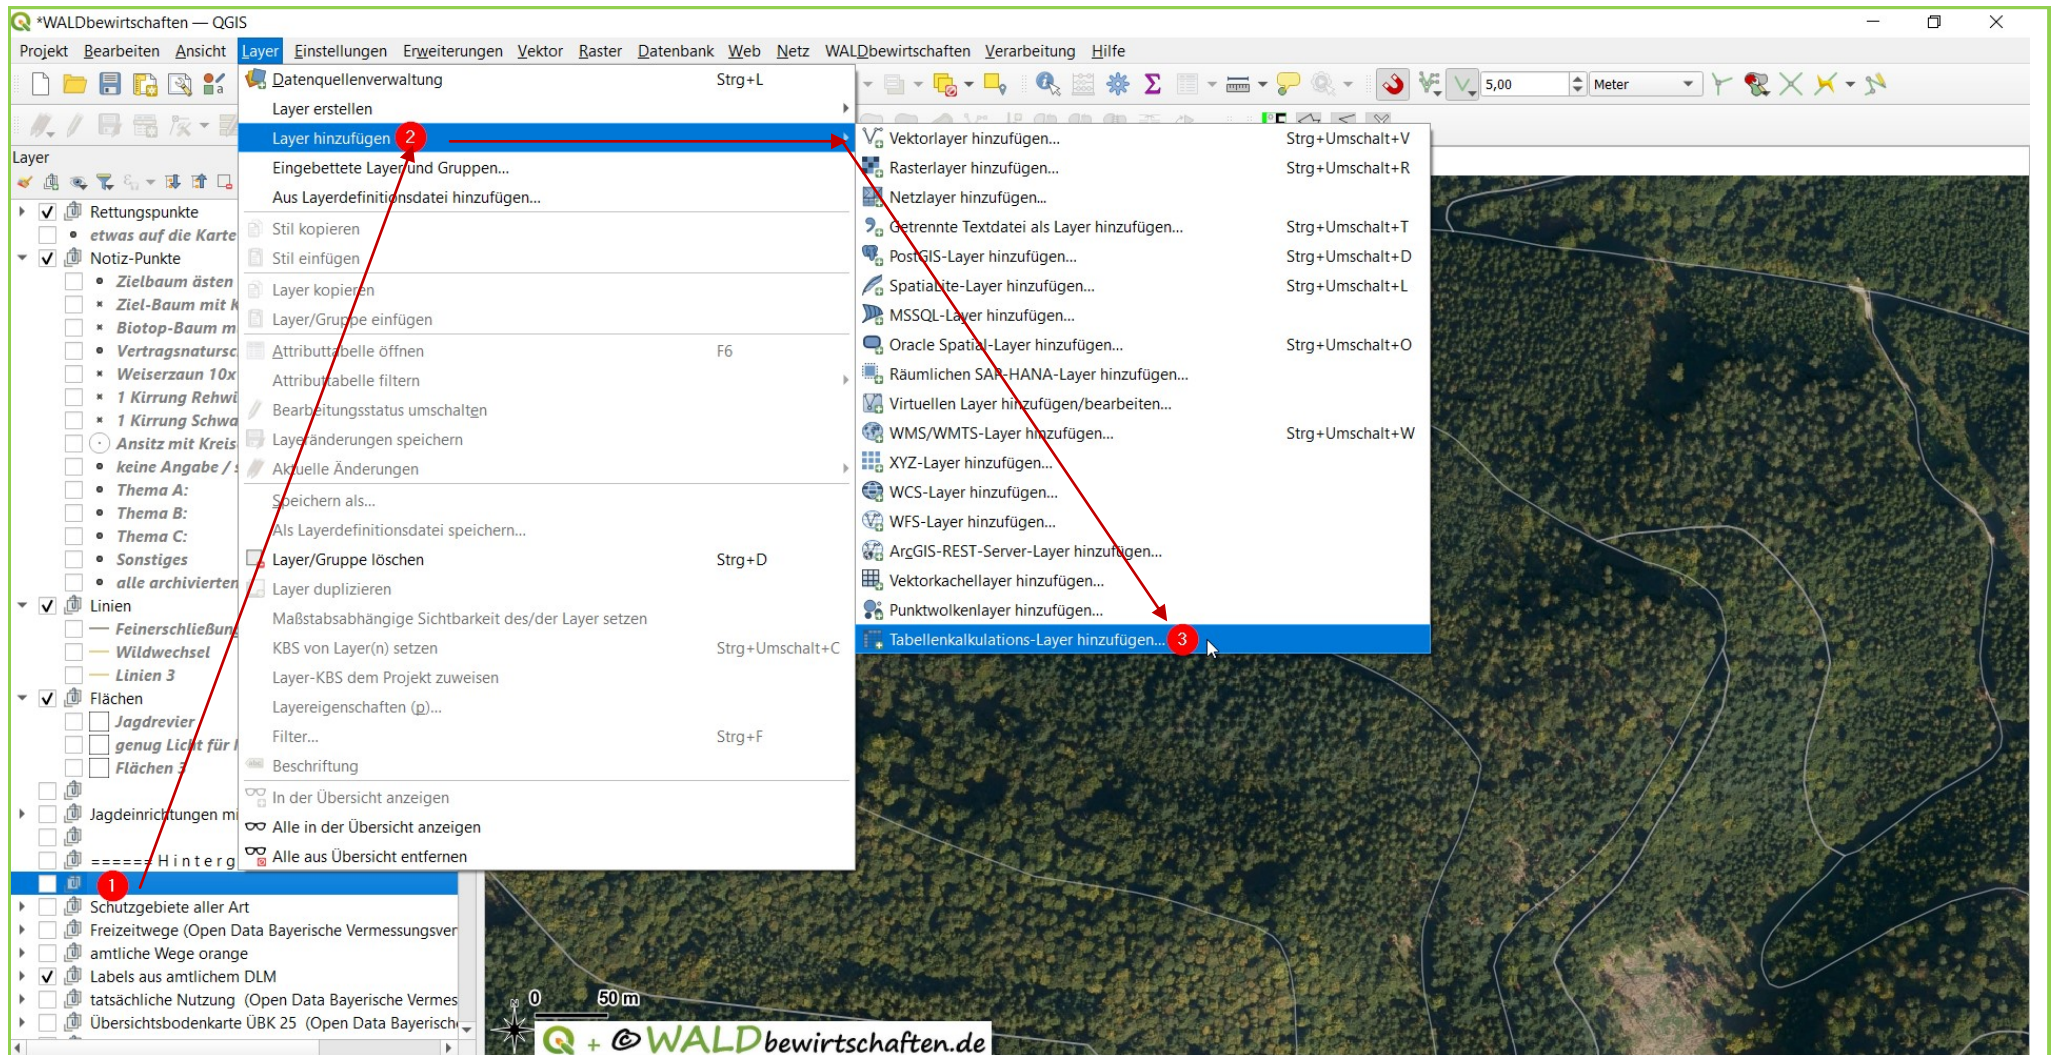 *WALDbewirtschaften — QGIS
Projekt Bearbeiten Ansicht Layer Einstellungen Erweiterungen Vektor Raster Datenbank Web Netz WALDbewirtschaften Verarbeitung Hilfe
5,00 Meter
Layer
Rettungspunkte
etwas auf die Karte
Notiz-Punkte
Zielbaum ästen
Ziel-Baum mit K
Biotop-Baum m
Vertragsnatursc
Weiserzaun 10x
1 Kirrung Rehwi
1 Kirrung Schwa
Ansitz mit Kreis
keine Angabe / s
Thema A:
Thema B:
Thema C:
Sonstiges
alle archivierten
Linien
Feinerschließung
Wildwechsel
Linien 3
Flächen
Jagdrevier
genug Licht für
Flächen 3
Jagdeinrichtungen mi
====== H i n t e r g
1
Schutzgebiete aller Art
Freizeitwege (Open Data Bayerische Vermessungsver
amtliche Wege orange
Labels aus amtlichem DLM
tatsächliche Nutzung (Open Data Bayerische Vermes
Übersichtsbodenkarte ÜBK 25 (Open Data Bayerisch
Datenquellenverwaltung Strg+L
Layer erstellen
Layer hinzufügen 2
Eingebettete Layer und Gruppen...
Aus Layerdefinitionsdatei hinzufügen...
Stil kopieren
Stil einfügen
Layer kopieren
Layer/Gruppe einfügen
Attributtabelle öffnen F6
Attributtabelle filtern
Bearbeitungsstatus umschalten
Layeränderungen speichern
Aktuelle Änderungen
Speichern als...
Als Layerdefinitionsdatei speichern...
Layer/Gruppe löschen Strg+D
Layer duplizieren
Maßstabsabhängige Sichtbarkeit des/der Layer setzen
KBS von Layer(n) setzen Strg+Umschalt+C
Layer-KBS dem Projekt zuweisen
Layereigenschaften (p)...
Filter... Strg+F
Beschriftung
In der Übersicht anzeigen
Alle in der Übersicht anzeigen
Alle aus Übersicht entfernen
Vektorlayer hinzufügen... Strg+Umschalt+V
Rasterlayer hinzufügen... Strg+Umschalt+R
Netzlayer hinzufügen...
Getrennte Textdatei als Layer hinzufügen... Strg+Umschalt+T
PostGIS-Layer hinzufügen... Strg+Umschalt+D
SpatiaLite-Layer hinzufügen... Strg+Umschalt+L
MSSQL-Layer hinzufügen...
Oracle Spatial-Layer hinzufügen... Strg+Umschalt+O
Räumlichen SAP-HANA-Layer hinzufügen...
Virtuellen Layer hinzufügen/bearbeiten...
WMS/WMTS-Layer hinzufügen... Strg+Umschalt+W
XYZ-Layer hinzufügen...
WCS-Layer hinzufügen...
WFS-Layer hinzufügen...
ArcGIS-REST-Server-Layer hinzufügen...
Vektorkachellayer hinzufügen...
Punktwolkenlayer hinzufügen...
Tabellenkalkulations-Layer hinzufügen... 3
N 0 50 m
+ © WALDbewirtschaften.de